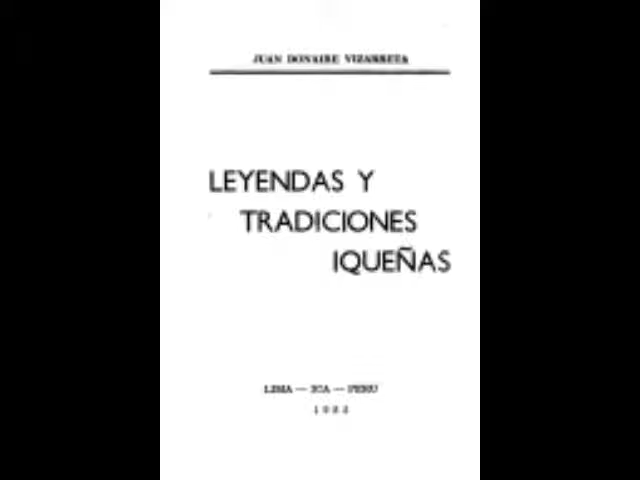 JUAN DONAIRE VIZARRETA
LEYENDAS Y
TRADICIONES
IQUEÑAS
LIMA — ICA — PERU